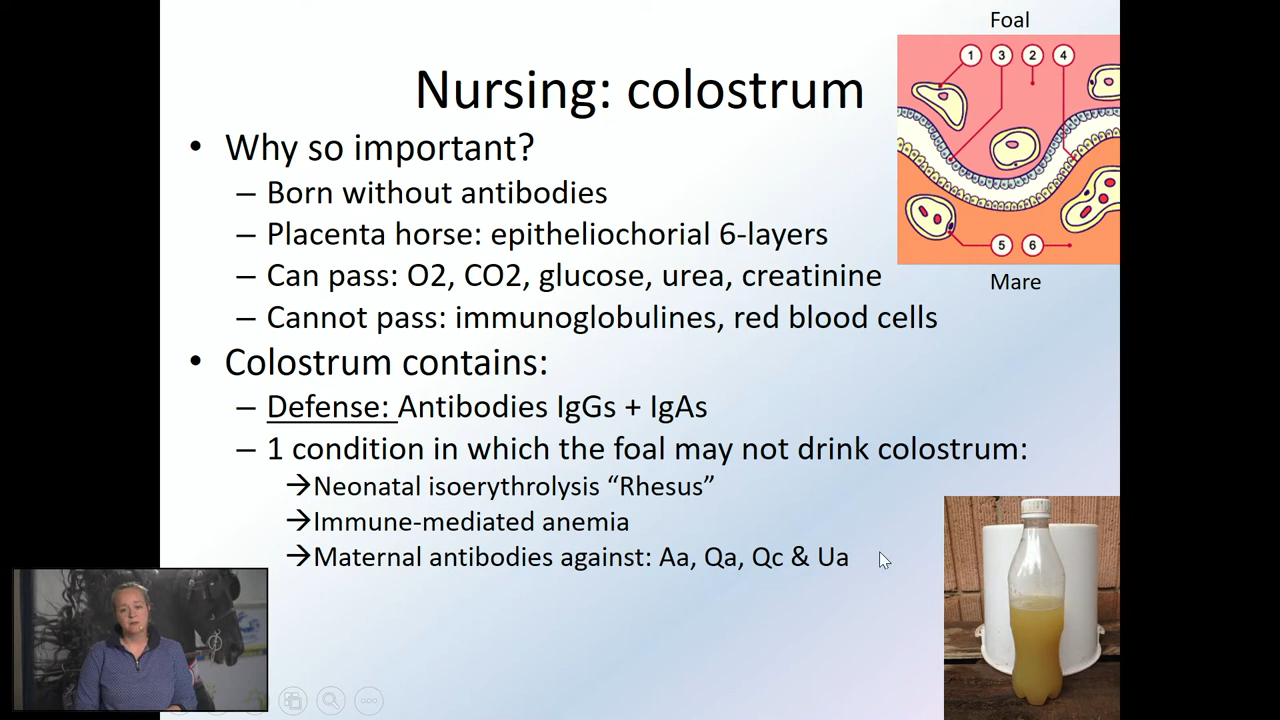 Foal
1 3 2 4
Nursing: colostrum
• Why so important?
– Born without antibodies
– Placenta horse: epitheliochorial 6-layers
– Can pass: O2, CO2, glucose, urea, creatinine
– Cannot pass: immunoglobulines, red blood cells
5 6
Mare
• Colostrum contains:
– Defense: Antibodies IgGs + IgAs
– 1 condition in which the foal may not drink colostrum:
→Neonatal isoerythrolysis “Rhesus”
→Immune-mediated anemia
→Maternal antibodies against: Aa, Qa, Qc & Ua